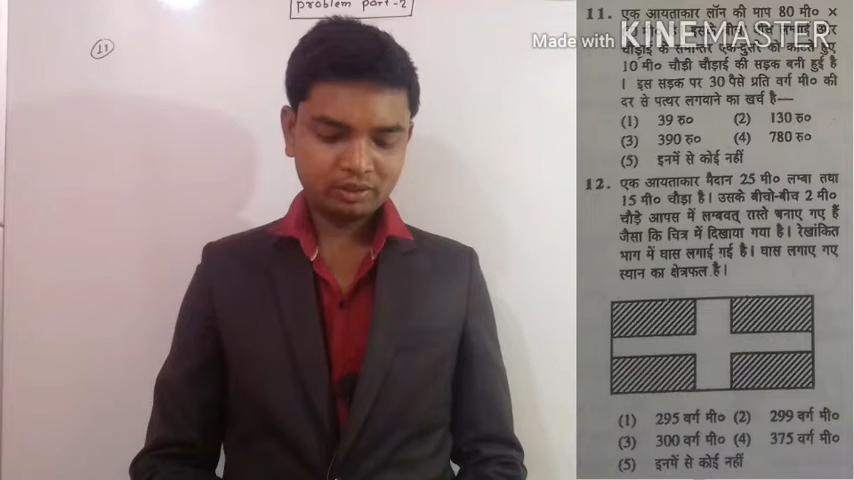 problem part-2
11
Made with KINEMASTER
11. एक आयताकार लॉन की माप 80 मी० ×
चौड़ाई के समान्तर एक-दूसरे को काटते हुए
10 मी० चौड़ी चौड़ाई की सड़क बनी हुई है
। इस सड़क पर 30 पैसे प्रति वर्ग मी० की
दर से पत्थर लगवाने का खर्च है—
(1) 39 रु० (2) 130 रु०
(3) 390 रु० (4) 780 रु०
(5) इनमें से कोई नहीं
12. एक आयताकार मैदान 25 मी० लम्बा तथा
15 मी० चौड़ा है। उसके बीचो-बीच 2 मी०
चौड़े आपस में लम्बवत् रास्ते बनाए गए हैं
जैसा कि चित्र में दिखाया गया है। रेखांकित
भाग में घास लगाई गई है। घास लगाए गए
स्थान का क्षेत्रफल है।
(1) 295 वर्ग मी० (2) 299 वर्ग मी०
(3) 300 वर्ग मी० (4) 375 वर्ग मी०
(5) इनमें से कोई नहीं